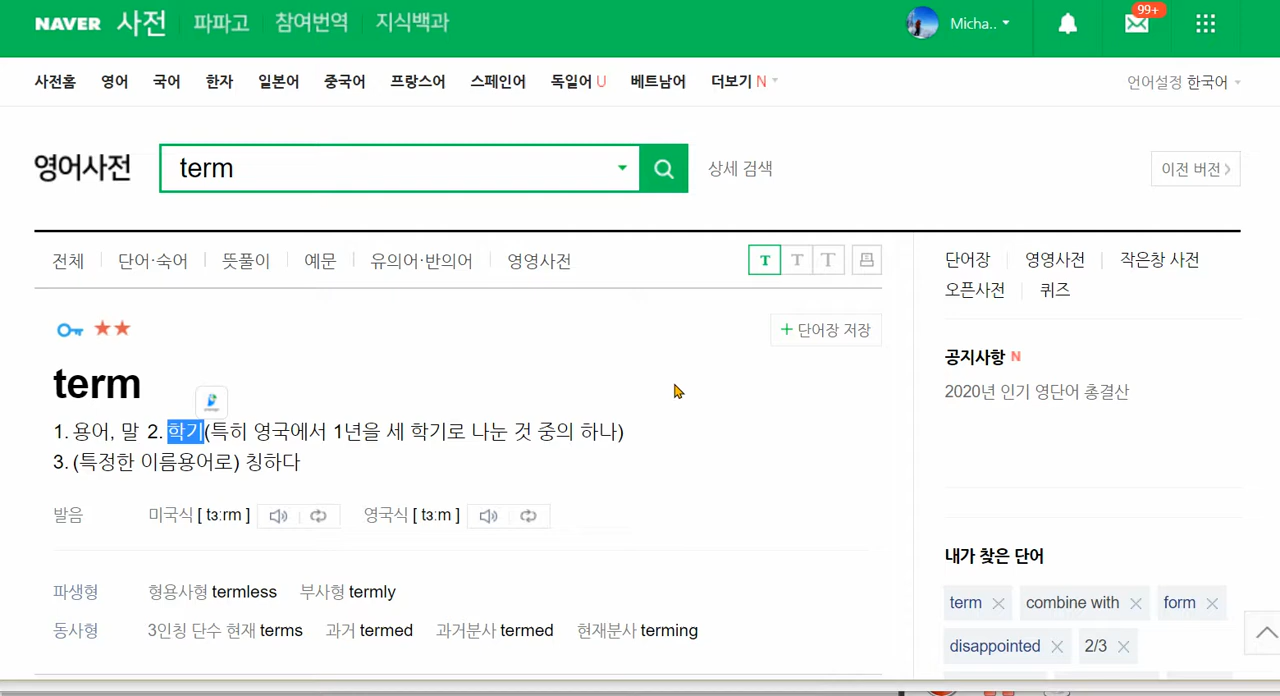 NAVER 사전 파파고 참여번역 지식백과 Micha.. 99+
사전홈 영어 국어 한자 일본어 중국어 프랑스어 스페인어 독일어 U 베트남어 더보기 N 언어설정 한국어
영어사전 term 상세 검색 이전 버전
전체 단어·숙어 뜻풀이 예문 유의어·반의어 영영사전 T T T
단어장 영영사전 작은창 사전
오픈사전 퀴즈
+ 단어장 저장
term
1. 용어, 말 2. 학기(특히 영국에서 1년을 세 학기로 나눈 것 중의 하나)
3. (특정한 이름용어로) 칭하다
발음 미국식 [ tɜːrm ] 영국식 [ tɜːm ]
파생형 형용사형 termless 부사형 termly
동사형 3인칭 단수 현재 terms 과거 termed 과거분사 termed 현재분사 terming
공지사항 N
2020년 인기 영단어 총결산
내가 찾은 단어
term combine with form
disappointed 2/3